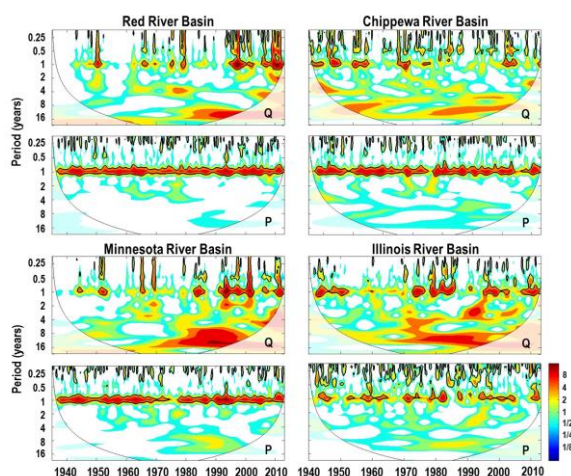 Red River Basin
Chippewa River Basin
0.25
0.5
1
2
4
8
16
Q
Q
0.25
0.5
1
2
4
8
16
P
P
Period (years)
Minnesota River Basin
Illinois River Basin
0.25
0.5
1
2
4
8
16
Q
Q
0.25
0.5
1
2
4
8
16
P
P
Period (years)
8
4
2
1
1/2
1/4
1/8
1940 1950 1960 1970 1980 1990 2000 2010
1940 1950 1960 1970 1980 1990 2000 2010